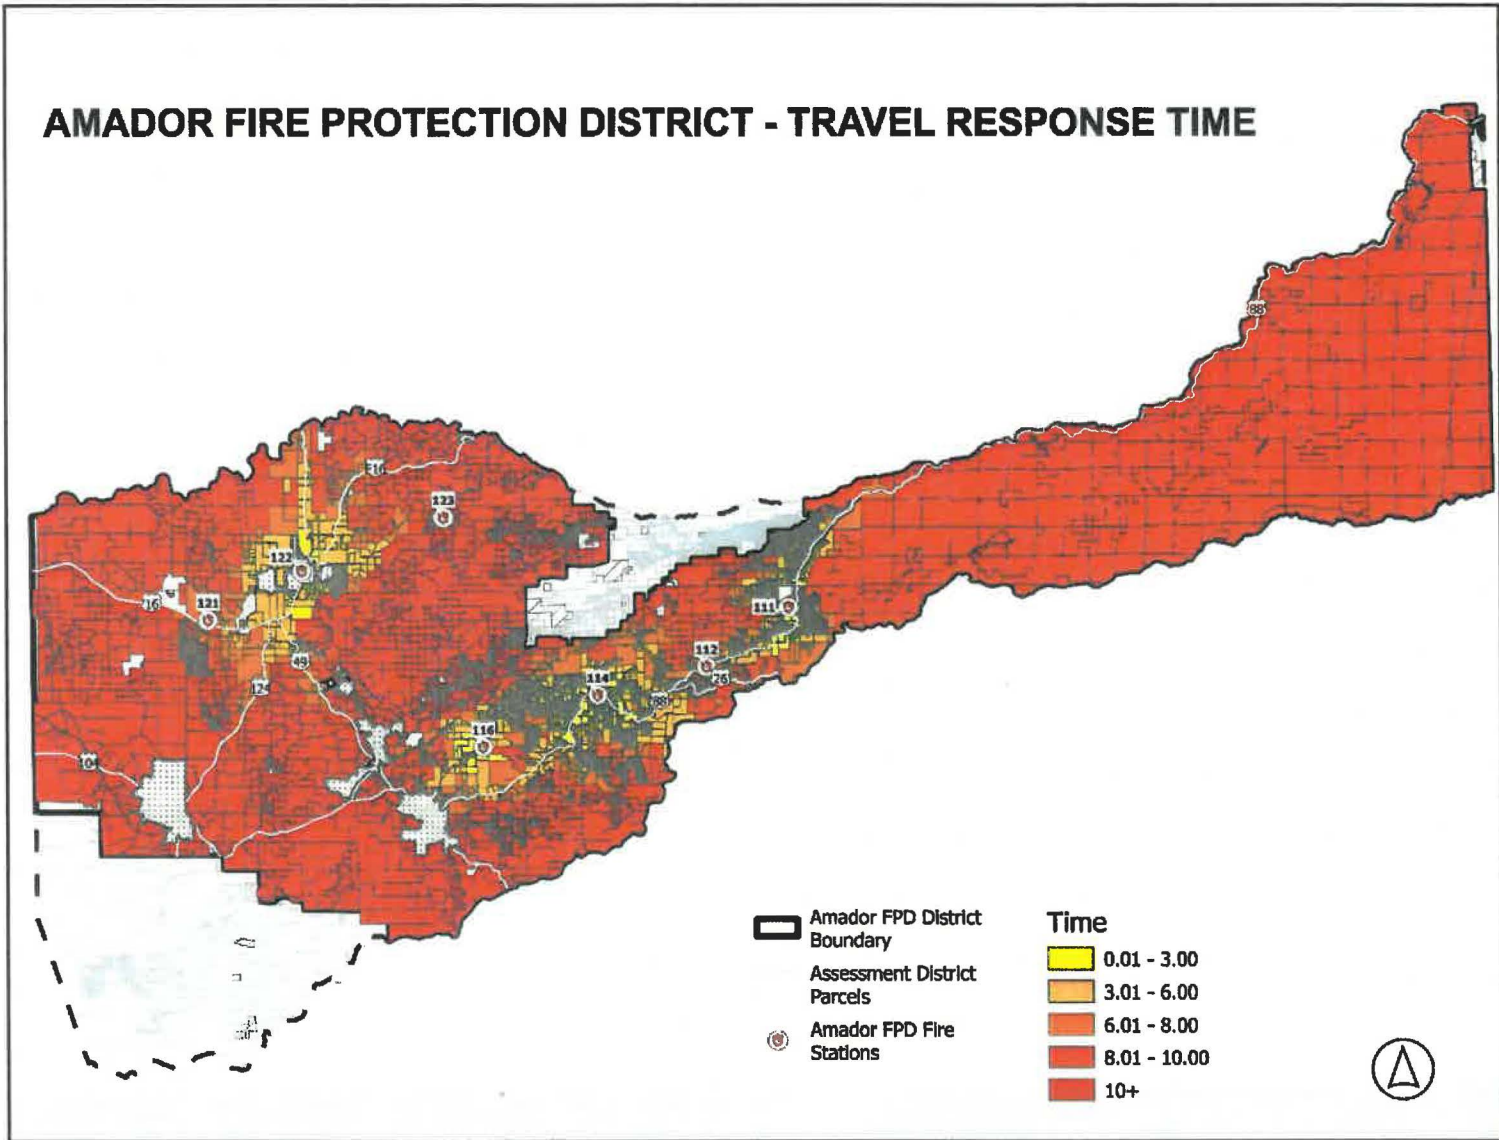 AMADOR FIRE PROTECTION DISTRICT - TRAVEL RESPONSE TIME
88
E16
123
122
16
121
111
112
49
26
114
124
88
116
104
Amador FPD District
Boundary
Assessment District
Parcels
Amador FPD Fire
Stations
Time
0.01 - 3.00
3.01 - 6.00
6.01 - 8.00
8.01 - 10.00
10+